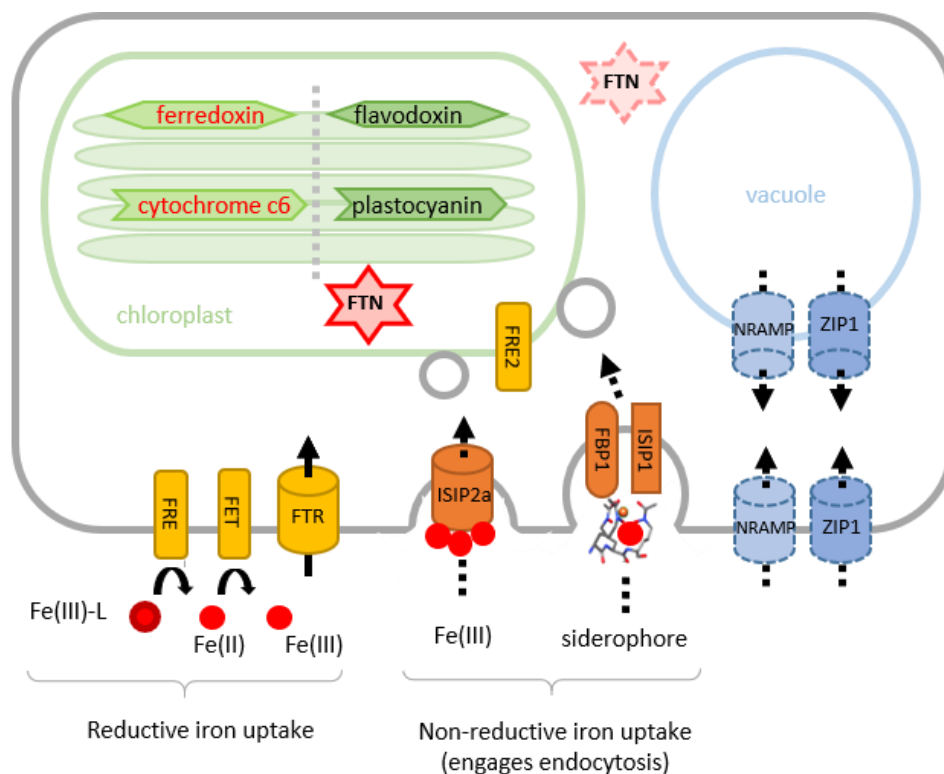 FTN
ferredoxin
flavodoxin
cytochrome c6
plastocyanin
vacuole
FTN
chloroplast
FRE2
NRAMP
ZIP1
FBP1
ISIP1
FRE
FET
FTR
ISIP2a
NRAMP
ZIP1
Fe(III)-L
Fe(II)
Fe(III)
Fe(III)
siderophore
Reductive iron uptake
Non-reductive iron uptake
(engages endocytosis)